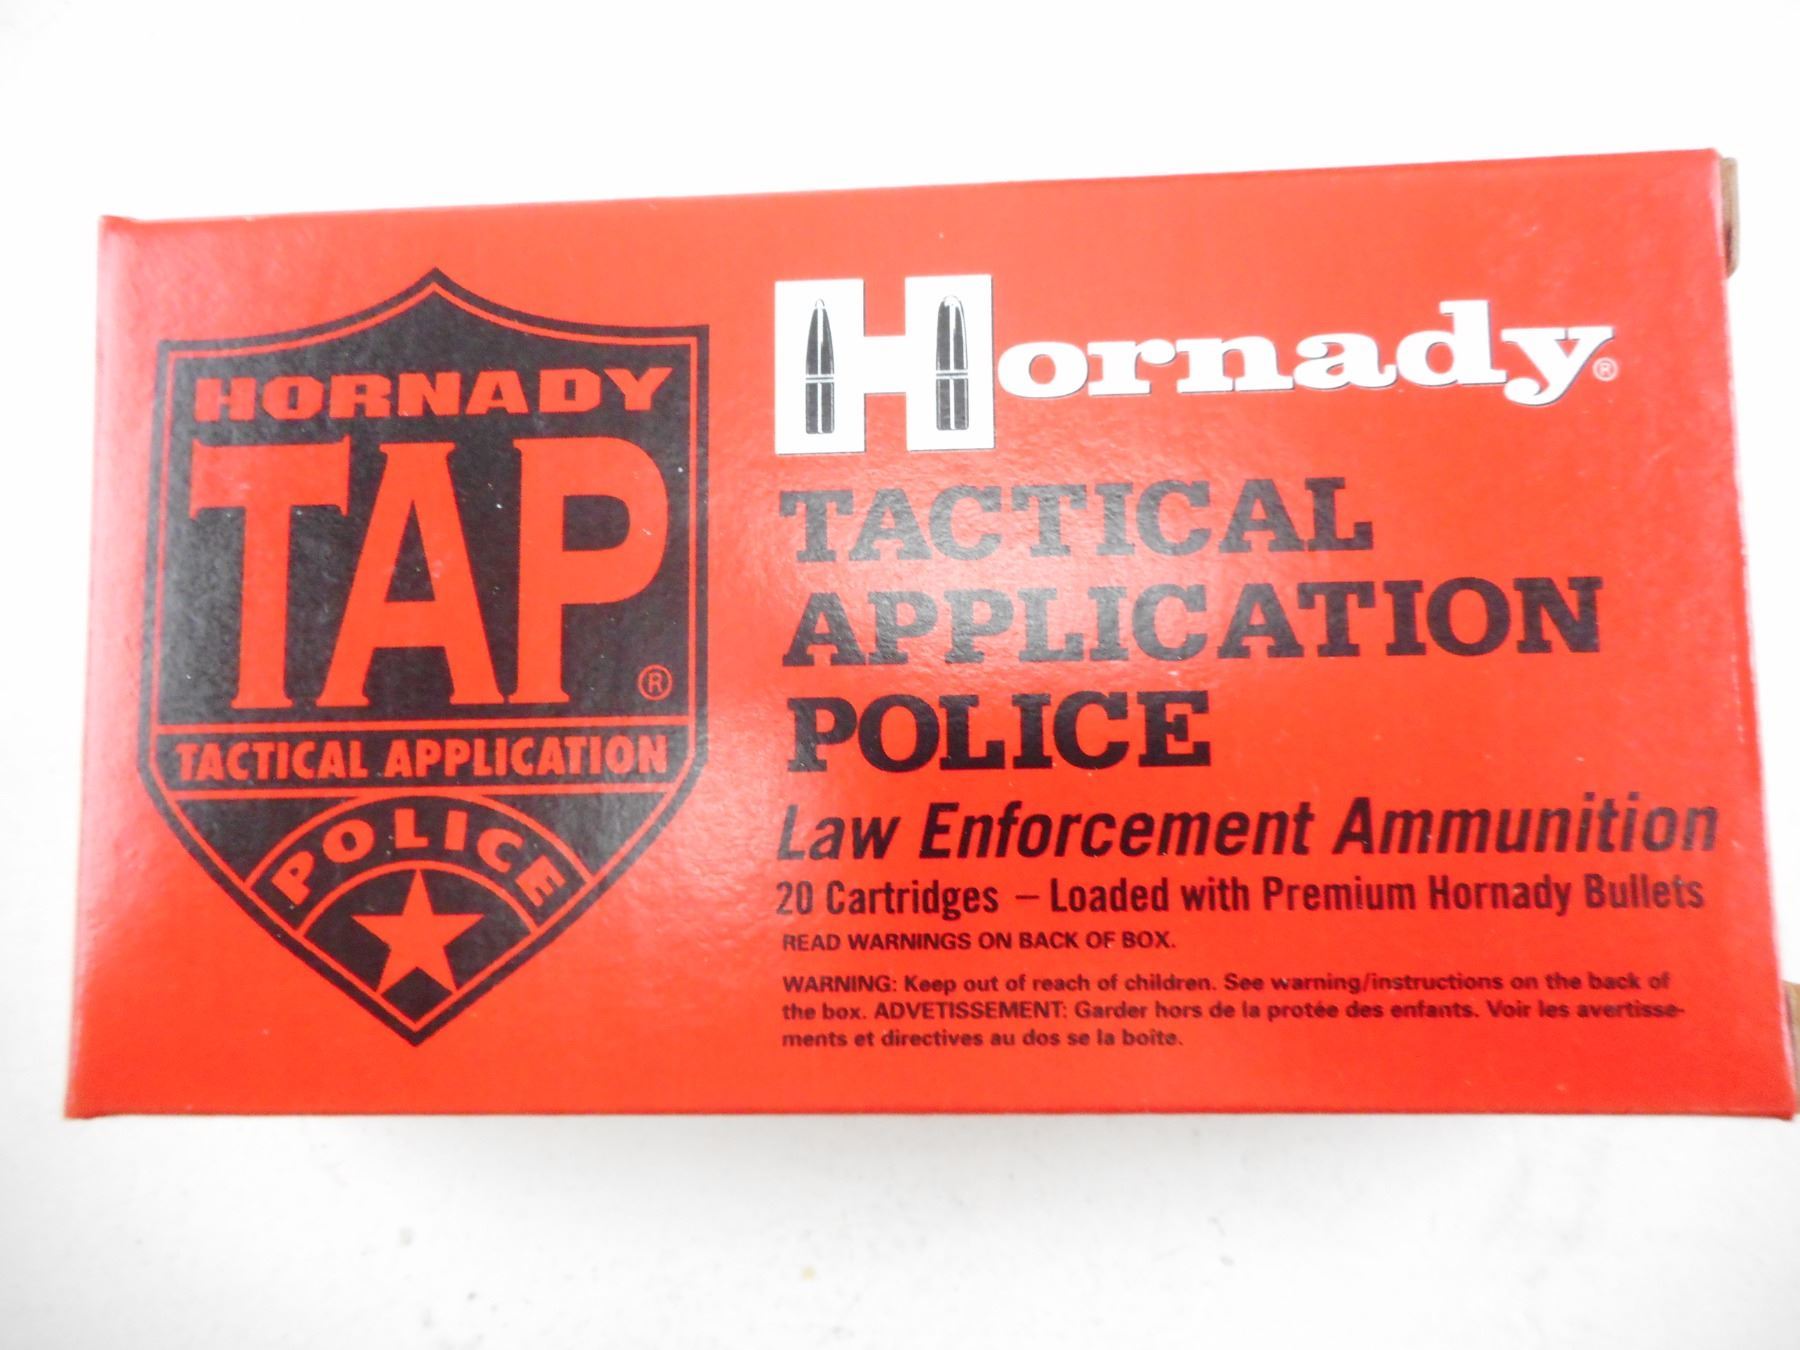 HORNADY
TAP®
TACTICAL APPLICATION
POLICE
Hornady®
TACTICAL
APPLICATION
POLICE
Law Enforcement Ammunition
20 Cartridges – Loaded with Premium Hornady Bullets
READ WARNINGS ON BACK OF BOX.
WARNING: Keep out of reach of children. See warning/instructions on the back of
the box. ADVETISSEMENT: Garder hors de la protée des enfants. Voir les avertisse-
ments et directives au dos se la boîte.